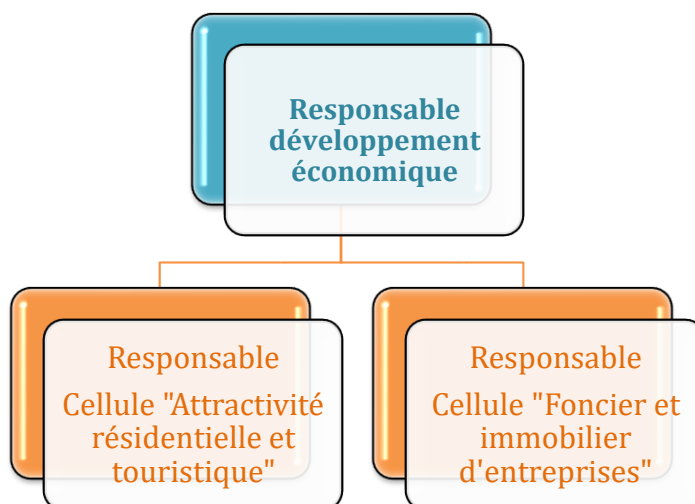 Responsable
développement
économique
Responsable
Cellule "Attractivité
résidentielle et
touristique"
Responsable
Cellule "Foncier et
immobilier
d'entreprises"